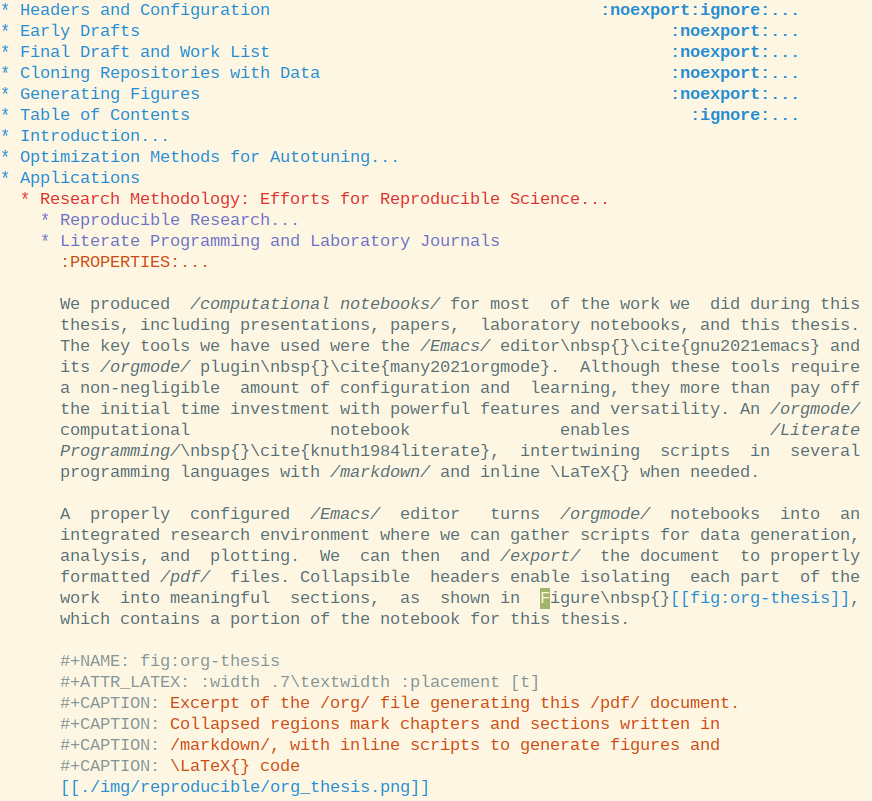 * Headers and Configuration :noexport:ignore:...
* Early Drafts :noexport:...
* Final Draft and Work List :noexport:...
* Cloning Repositories with Data :noexport:...
* Generating Figures :noexport:...
* Table of Contents :ignore:...
* Introduction...
* Optimization Methods for Autotuning...
* Applications
* Research Methodology: Efforts for Reproducible Science...
* Reproducible Research...
* Literate Programming and Laboratory Journals
:PROPERTIES:...
We produced /computational notebooks/ for most of the work we did during this
thesis, including presentations, papers, laboratory notebooks, and this thesis.
The key tools we have used were the /Emacs/ editor\nbsp{}\cite{gnu2021emacs} and
its /orgmode/ plugin\nbsp{}\cite{many2021orgmode}. Although these tools require
a non-negligible amount of configuration and learning, they more than pay off
the initial time investment with powerful features and versatility. An /orgmode/
computational notebook enables /Literate
Programming/\nbsp{}\cite{knuth1984literate}, intertwining scripts in several
programming languages with /markdown/ and inline \LaTeX{} when needed.
A properly configured /Emacs/ editor turns /orgmode/ notebooks into an
integrated research environment where we can gather scripts for data generation,
analysis, and plotting. We can then and /export/ the document to propertly
formatted /pdf/ files. Collapsible headers enable isolating each part of the
work into meaningful sections, as shown in Figure\nbsp{}[[fig:org-thesis]],
which contains a portion of the notebook for this thesis.
#+NAME: fig:org-thesis
#+ATTR_LATEX: :width .7\textwidth :placement [t]
#+CAPTION: Excerpt of the /org/ file generating this /pdf/ document.
#+CAPTION: Collapsed regions mark chapters and sections written in
#+CAPTION: /markdown/, with inline scripts to generate figures and
#+CAPTION: \LaTeX{} code
[[./img/reproducible/org_thesis.png]]